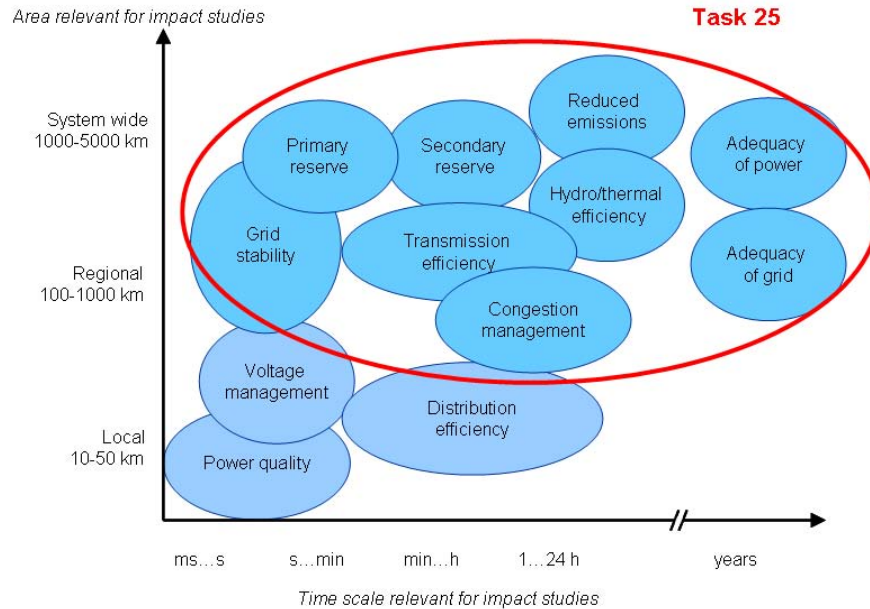 Area relevant for impact studies
Task 25
System wide
1000-5000 km
Regional
100-1000 km
Local
10-50 km
Primary
reserve
Secondary
reserve
Reduced
emissions
Adequacy
of power
Hydro/thermal
efficiency
Grid
stability
Transmission
efficiency
Adequacy
of grid
Congestion
management
Voltage
management
Distribution
efficiency
Power quality
ms...s
s...min
min...h
1...24 h
years
Time scale relevant for impact studies